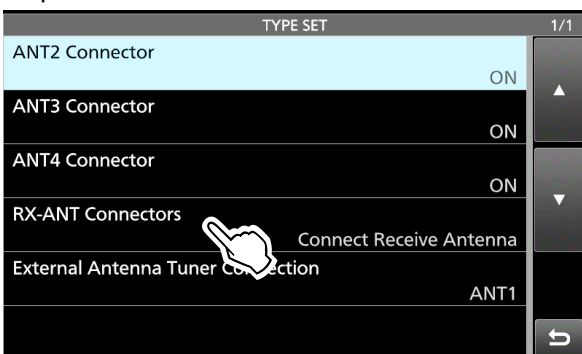 TYPE SET 1/1
ANT2 Connector
ON
ANT3 Connector
ON
ANT4 Connector
ON
RX-ANT Connectors
Connect Receive Antenna
External Antenna Tuner Connection
ANT1